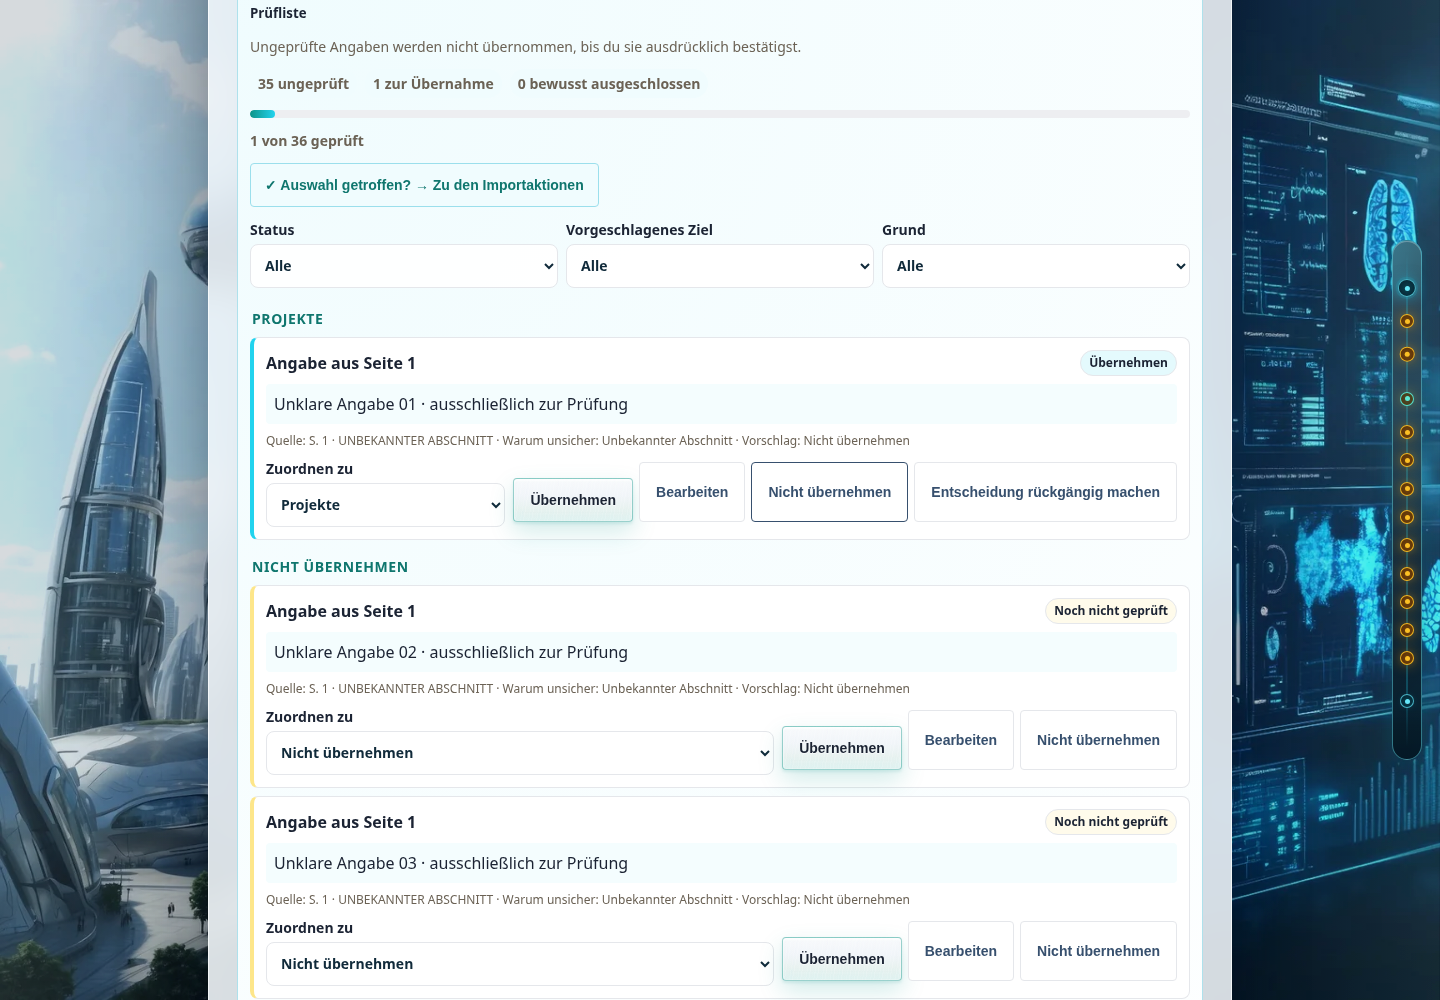 Prüfliste
Ungeprüfte Angaben werden nicht übernommen, bis du sie ausdrücklich bestätigst.
35 ungeprüft 1 zur Übernahme 0 bewusst ausgeschlossen
1 von 36 geprüft
✓ Auswahl getroffen? → Zu den Importaktionen
Status Vorgeschlagenes Ziel Grund
Alle Alle Alle
PROJEKTE
Angabe aus Seite 1 Übernehmen
Unklare Angabe 01 · ausschließlich zur Prüfung
Quelle: S. 1 · UNBEKANNTER ABSCHNITT · Warum unsicher: Unbekannter Abschnitt · Vorschlag: Nicht übernehmen
Zuordnen zu
Projekte Übernehmen Bearbeiten Nicht übernehmen Entscheidung rückgängig machen
NICHT ÜBERNEHMEN
Angabe aus Seite 1 Noch nicht geprüft
Unklare Angabe 02 · ausschließlich zur Prüfung
Quelle: S. 1 · UNBEKANNTER ABSCHNITT · Warum unsicher: Unbekannter Abschnitt · Vorschlag: Nicht übernehmen
Zuordnen zu
Nicht übernehmen Übernehmen Bearbeiten Nicht übernehmen
Angabe aus Seite 1 Noch nicht geprüft
Unklare Angabe 03 · ausschließlich zur Prüfung
Quelle: S. 1 · UNBEKANNTER ABSCHNITT · Warum unsicher: Unbekannter Abschnitt · Vorschlag: Nicht übernehmen
Zuordnen zu
Nicht übernehmen Übernehmen Bearbeiten Nicht übernehmen